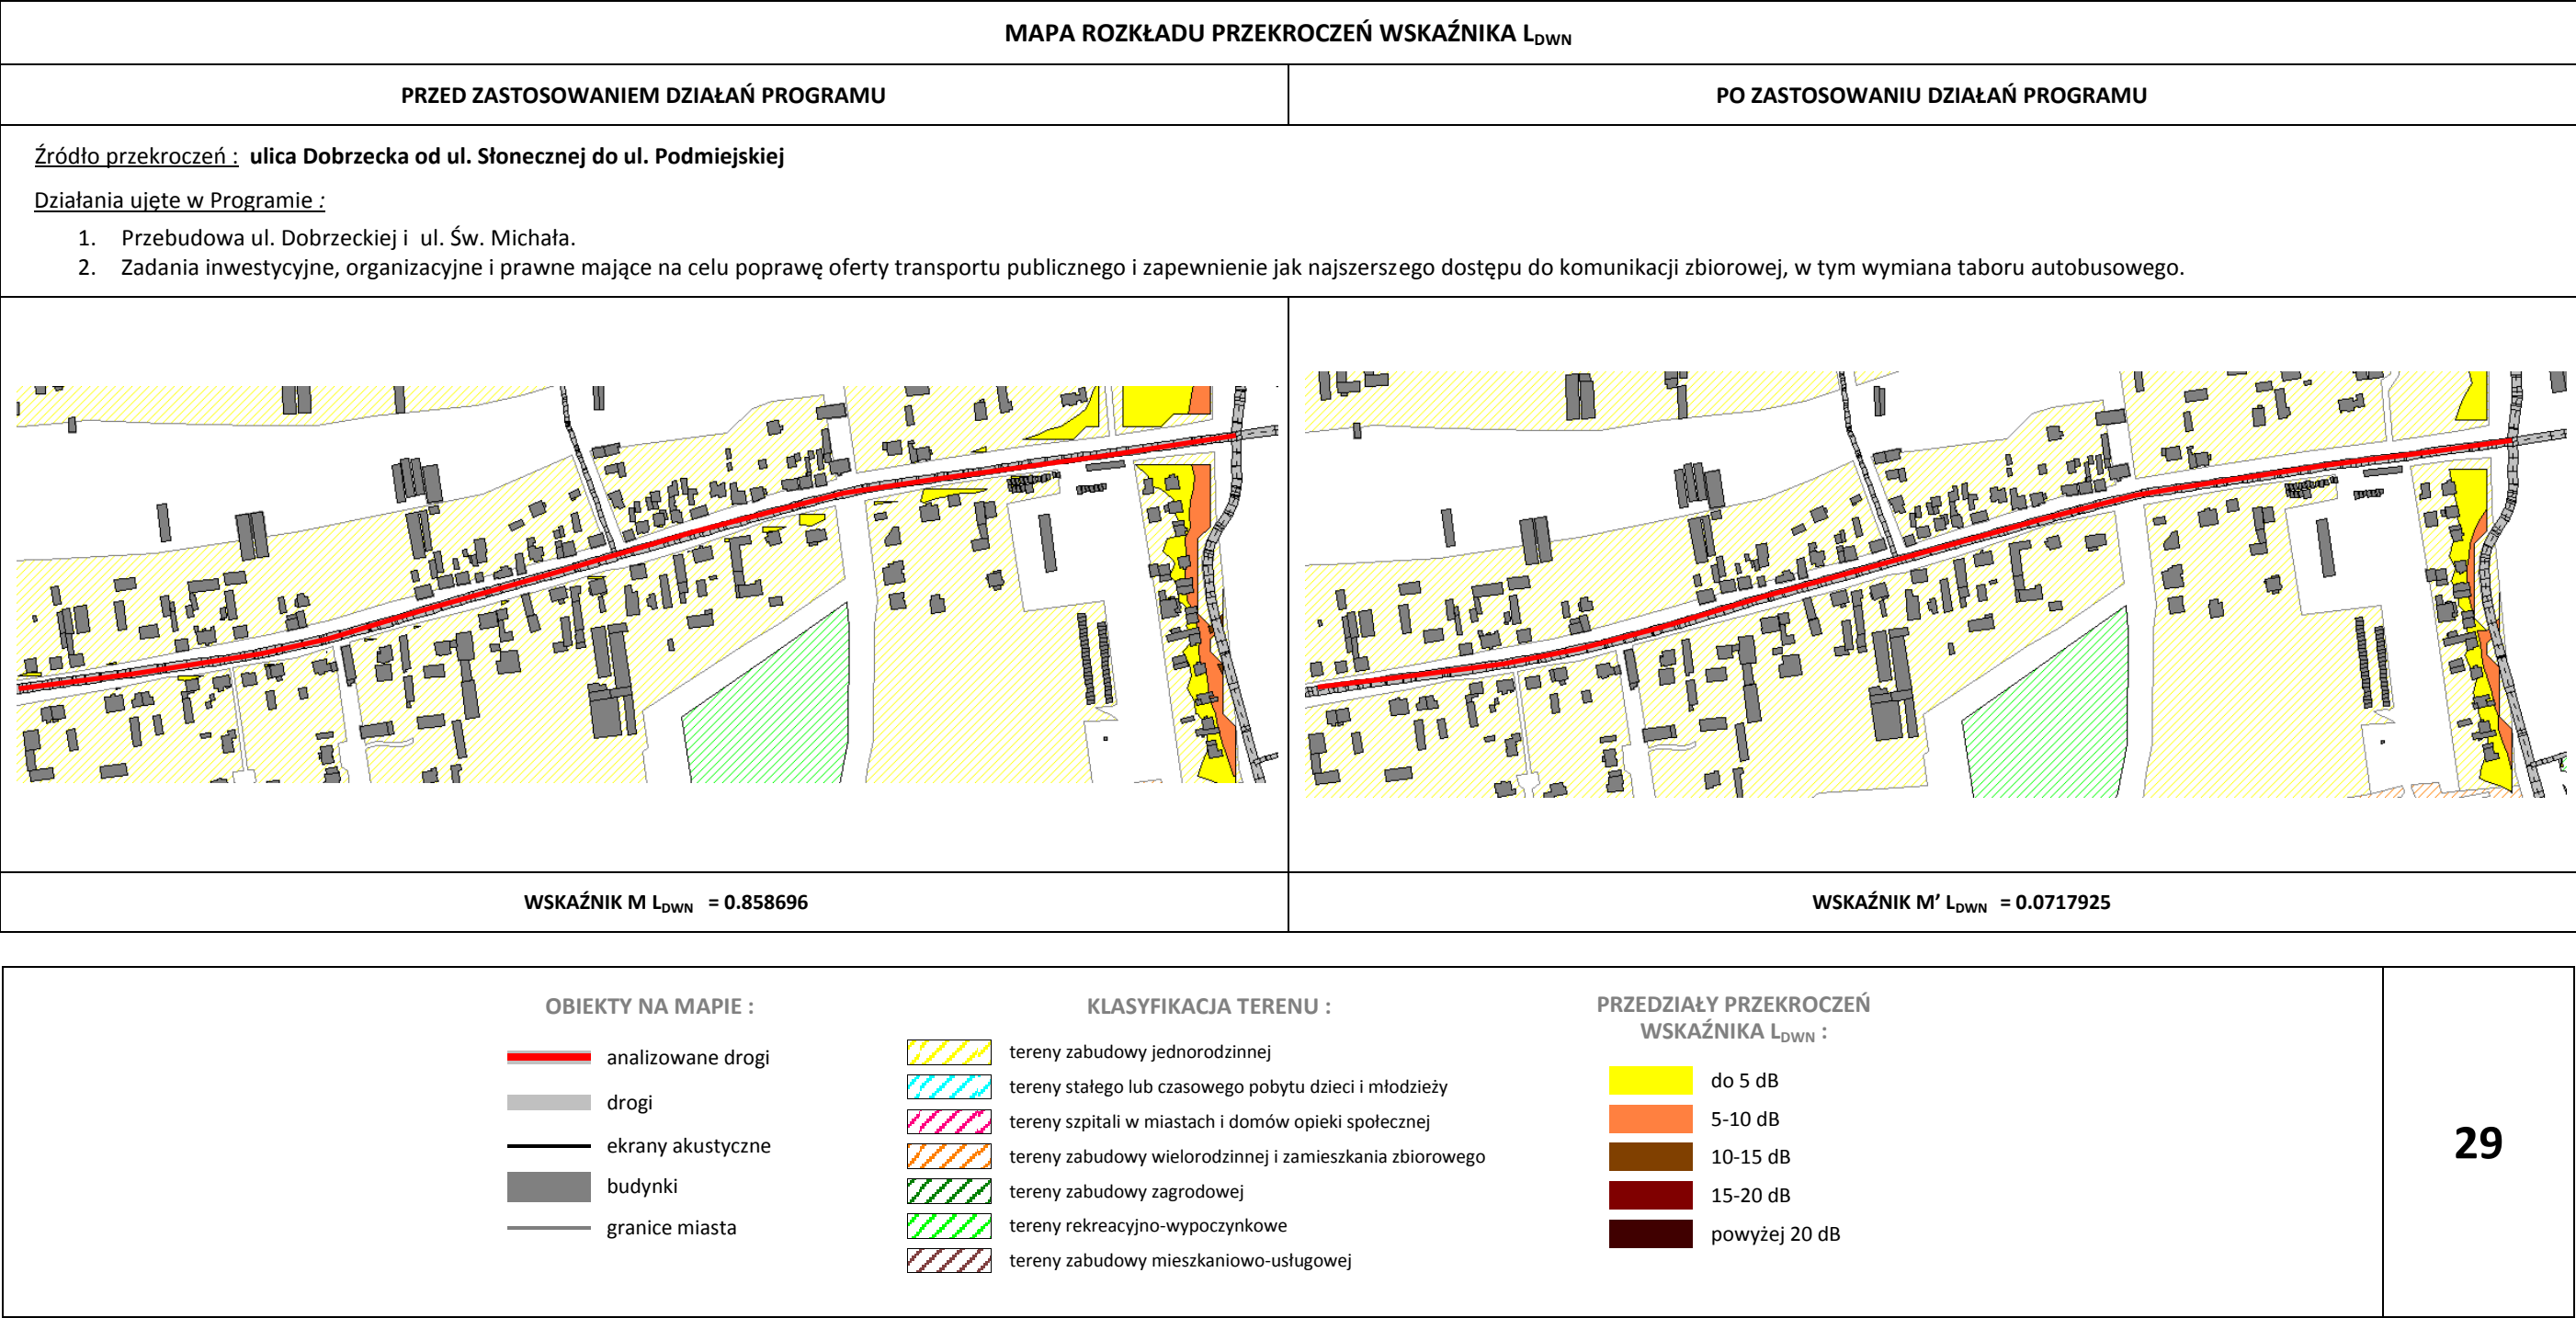 MAPA ROZKŁADU PRZEKROCZEŃ WSKAŹNIKA LDWN
PRZED ZASTOSOWANIEM DZIAŁAŃ PROGRAMU
PO ZASTOSOWANIU DZIAŁAŃ PROGRAMU
Źródło przekroczeń : ulica Dobrzecka od ul. Słonecznej do ul. Podmiejskiej
Działania ujęte w Programie :
1. Przebudowa ul. Dobrzeckiej i ul. Św. Michała.
2. Zadania inwestycyjne, organizacyjne i prawne mające na celu poprawę oferty transportu publicznego i zapewnienie jak najszerszego dostępu do komunikacji zbiorowej, w tym wymiana taboru autobusowego.
WSKAŹNIK M LDWN = 0.858696
WSKAŹNIK M’ LDWN = 0.0717925
OBIEKTY NA MAPIE :
analizowane drogi
drogi
ekrany akustyczne
budynki
granice miasta
KLASYFIKACJA TERENU :
tereny zabudowy jednorodzinnej
tereny stałego lub czasowego pobytu dzieci i młodzieży
tereny szpitali w miastach i domów opieki społecznej
tereny zabudowy wielorodzinnej i zamieszkania zbiorowego
tereny zabudowy zagrodowej
tereny rekreacyjno-wypoczynkowe
tereny zabudowy mieszkaniowo-usługowej
PRZEDZIAŁY PRZEKROCZEŃ
WSKAŹNIKA LDWN :
do 5 dB
5-10 dB
10-15 dB
15-20 dB
powyżej 20 dB
29